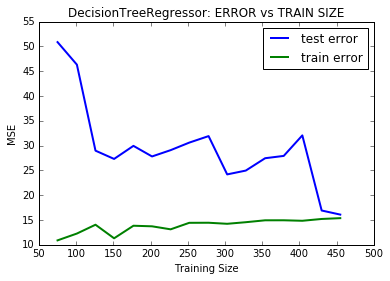 DecisionTreeRegressor: ERROR vs TRAIN SIZE
55
50
45
40
35
30
25
20
15
10
MSE
test error
train error
50 100 150 200 250 300 350 400 450 500
Training Size